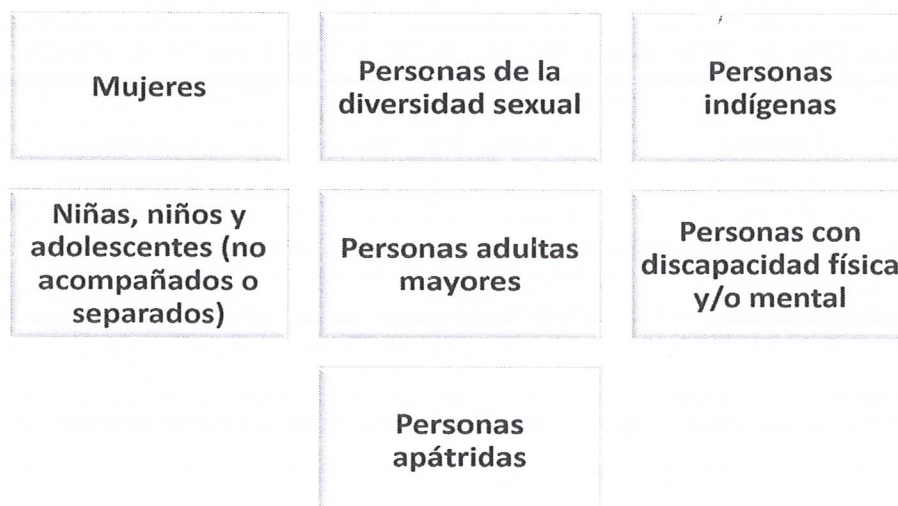 Mujeres
Personas de la
diversidad sexual
Personas
indígenas
Niñas, niños y
adolescentes (no
acompañados o
separados)
Personas adultas
mayores
Personas con
discapacidad física
y/o mental
Personas
apátridas